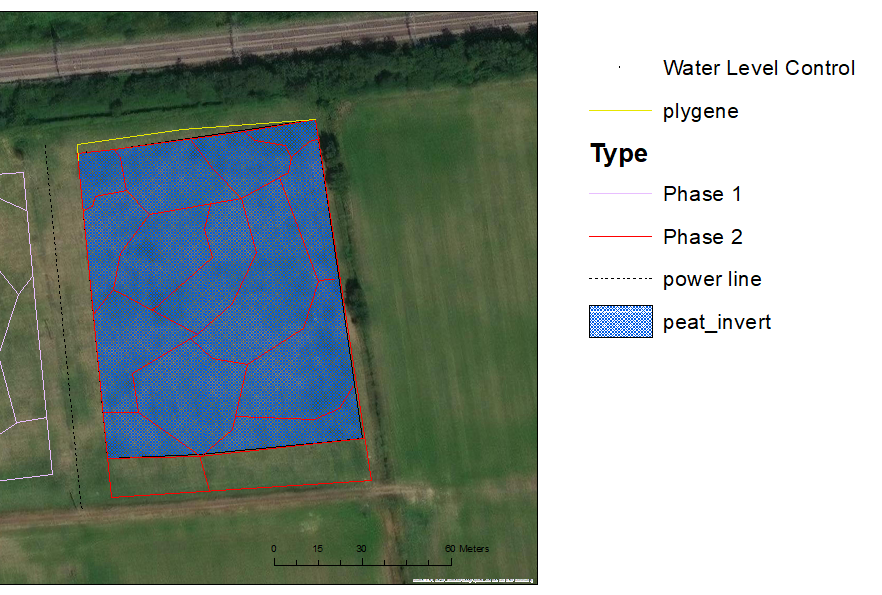 Water Level Control
plygene
Type
Phase 1
Phase 2
power line
peat_invert
0 15 30 60 Meters